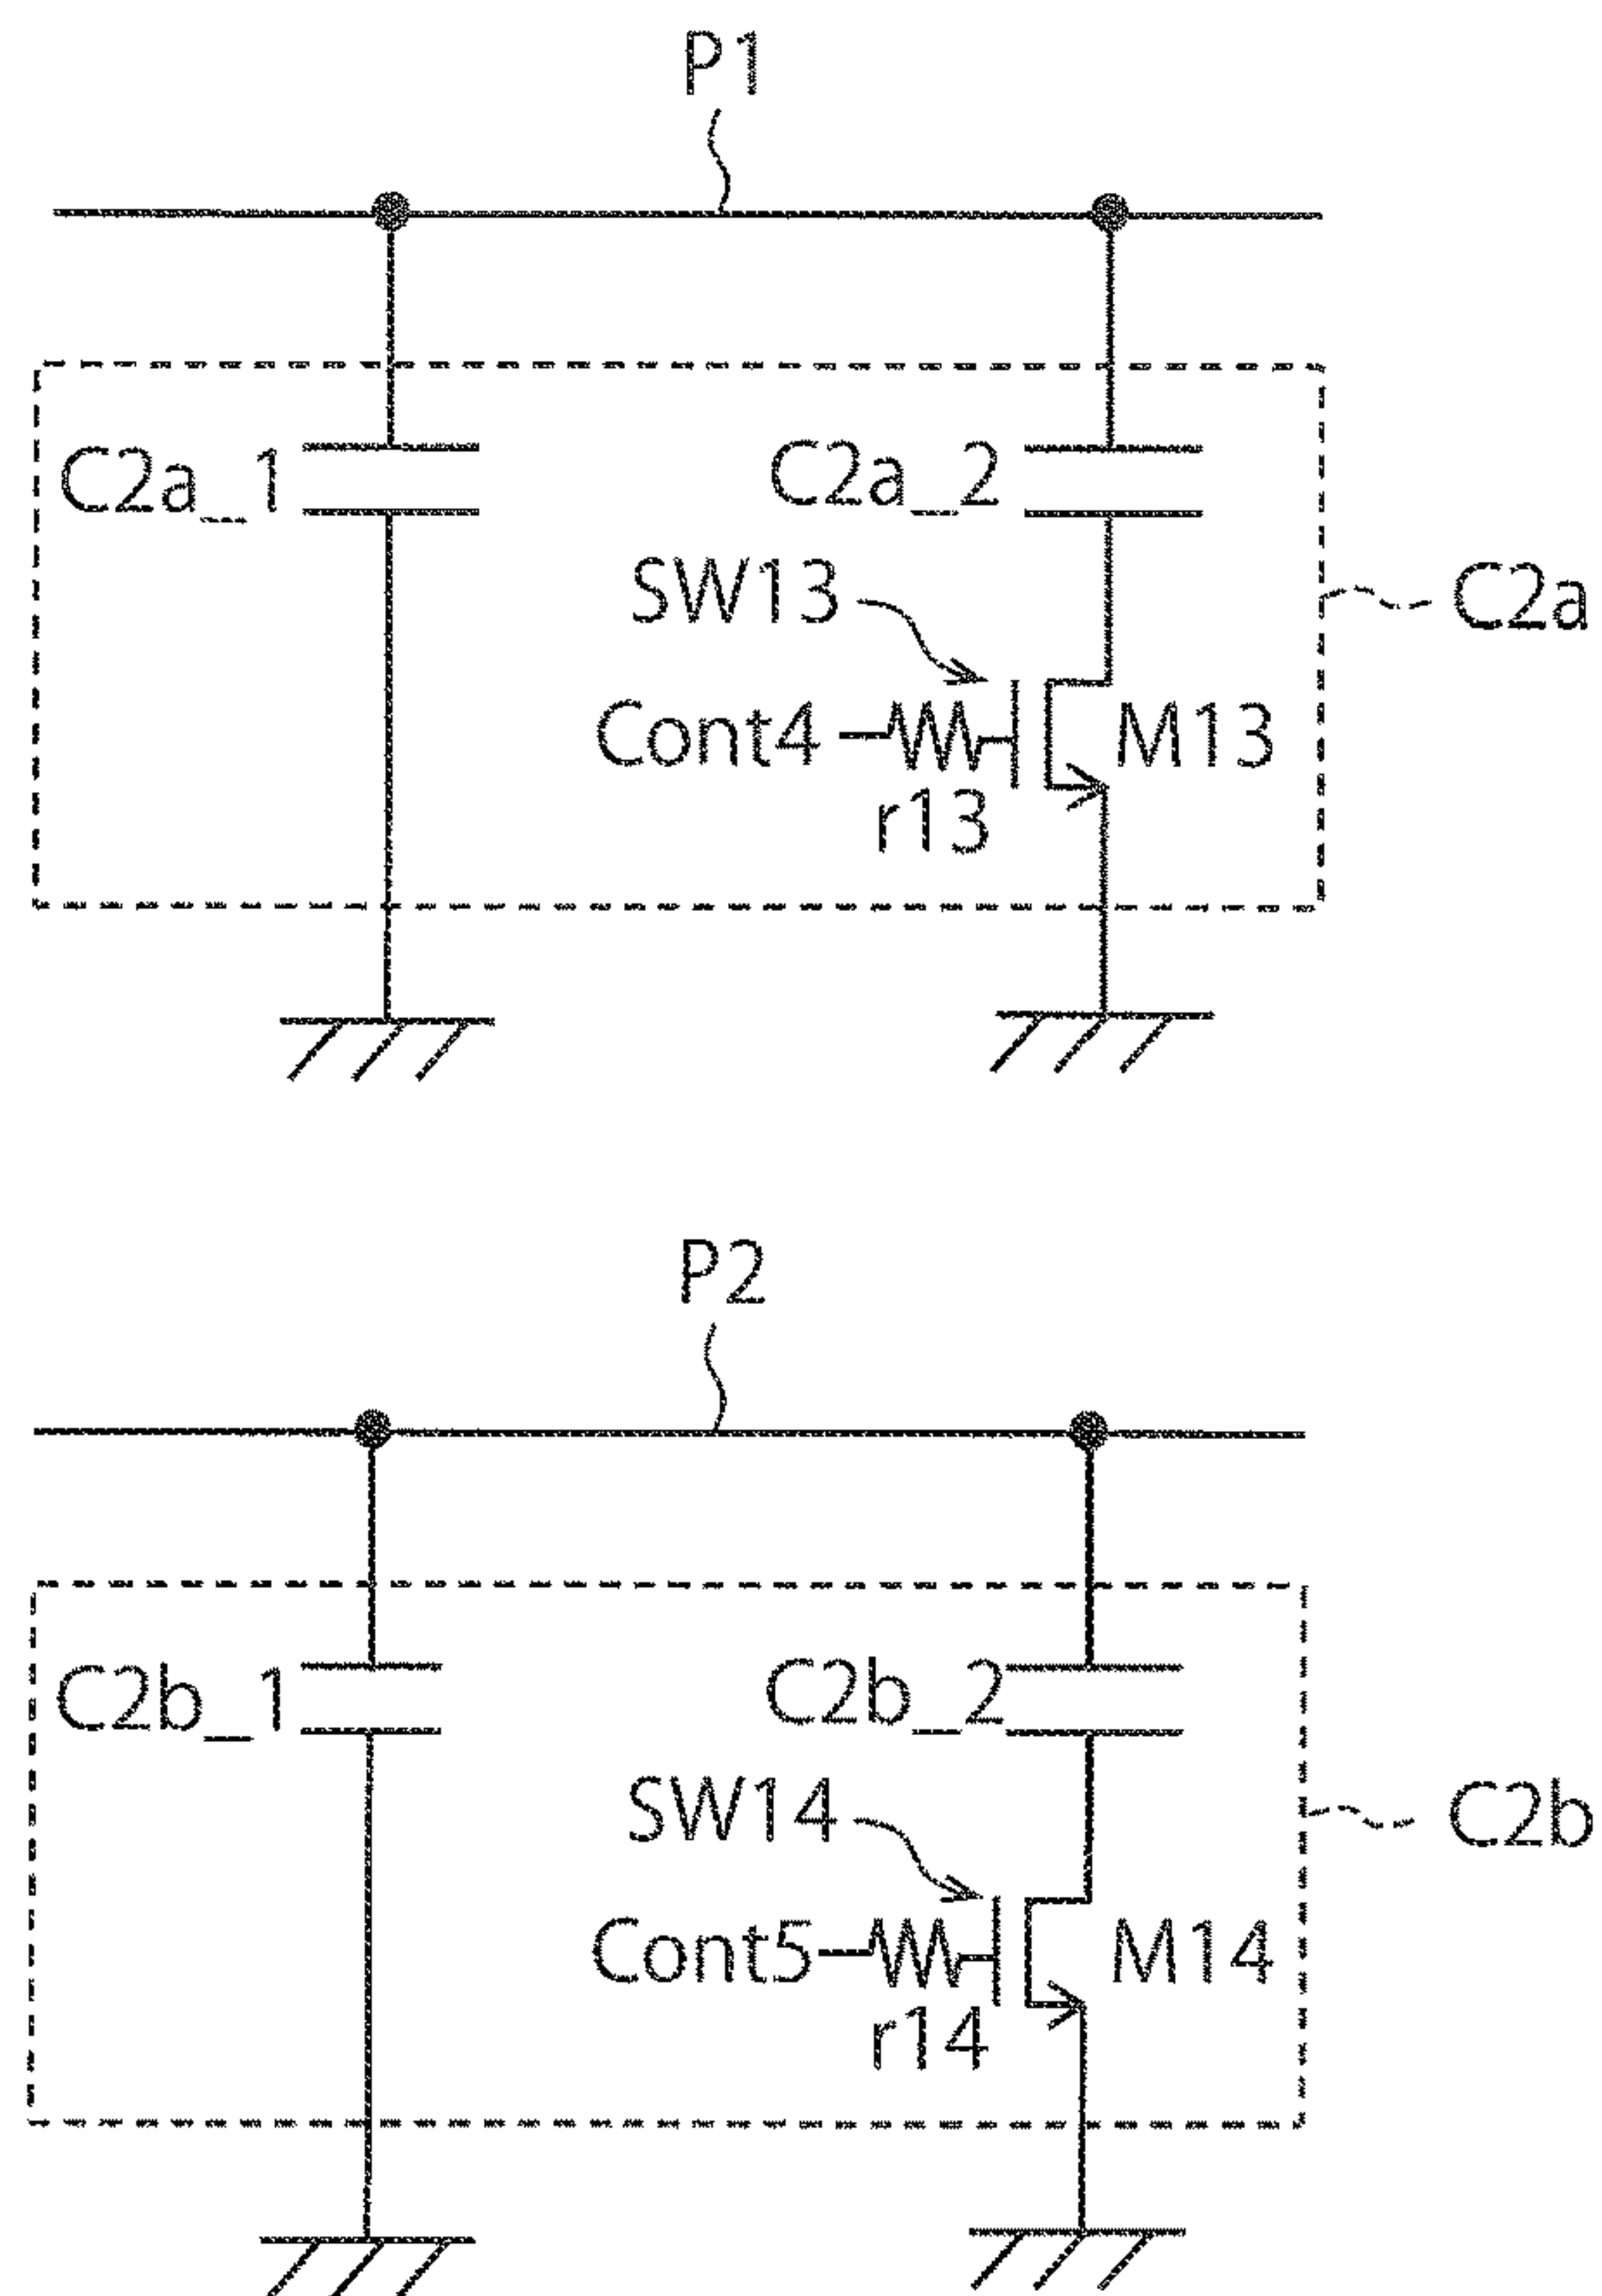 P1
C2a_1
C2a_2
SW13
C2a
Cont4
M13
r13
P2
C2b_1
C2b_2
SW14
C2b
Cont5
M14
r14